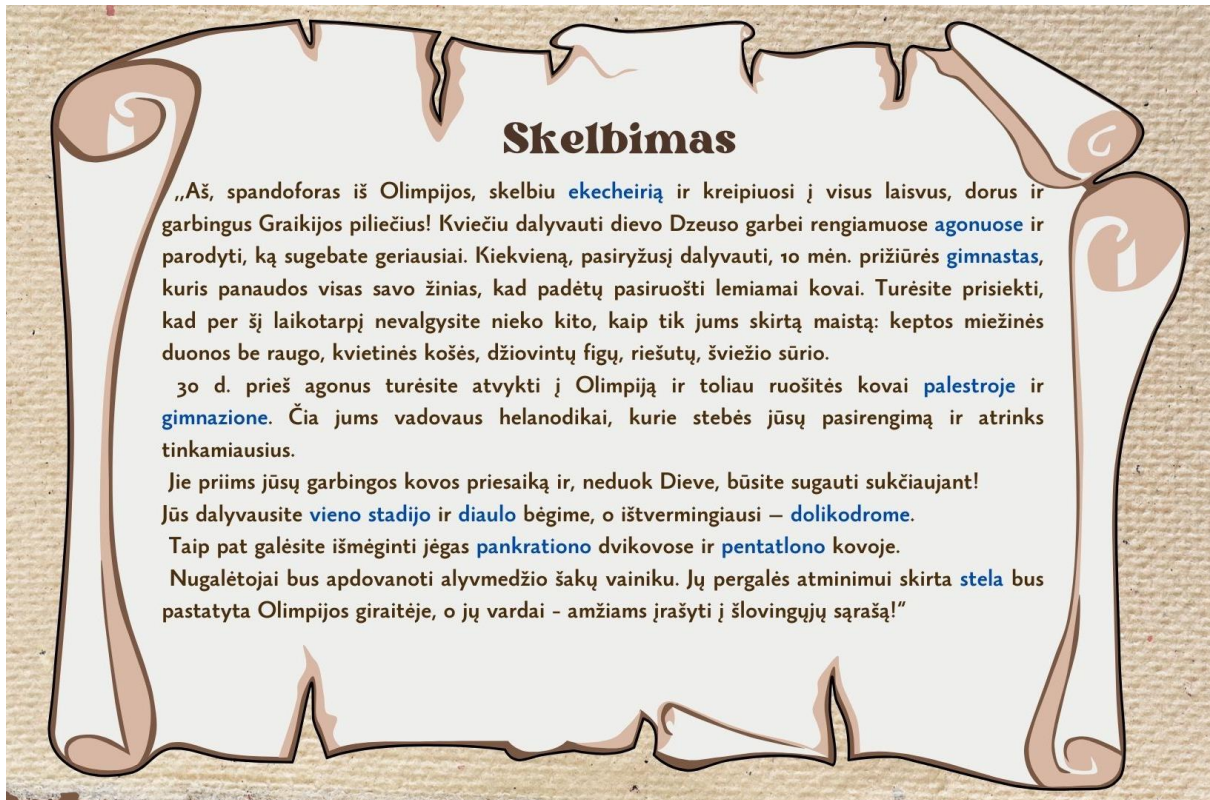 Skelbimas
„Aš, spandoforas iš Olimpijos, skelbiu ekecheirią ir kreipiuosi į visus laisvus, dorus ir
garbingus Graikijos piliečius! Kviečiu dalyvauti dievo Dzeuso garbei rengiamuose agonuose ir
parodyti, ką sugebate geriausiai. Kiekvieną, pasiryžusį dalyvauti, 10 mėn. prižiūrės gimnastas,
kuris panaudos visas savo žinias, kad padėtų pasiruošti lemiamai kovai. Turėsite prisiekti,
kad per šį laikotarpį nevalgysite nieko kito, kaip tik jums skirtą maistą: keptos miežinės
duonos be raugo, kvietinės košės, džiovintų figų, riešutų, šviežio sūrio.
30 d. prieš agonus turėsite atvykti į Olimpiją ir toliau ruošitės kovai palestroje ir
gimnazione. Čia jums vadovaus helanodikai, kurie stebės jūsų pasirengimą ir atrinks
tinkamiausius.
Jie priims jūsų garbingos kovos priesaiką ir, neduok Dieve, būsite sugauti sukčiaujant!
Jūs dalyvausite vieno stadijo ir diaulo bėgime, o ištvermingiausi – dolikodrome.
Taip pat galėsite išmėginti jėgas pankrationo dvikovose ir pentatlono kovoje.
Nugalėtojai bus apdovanoti alyvmedžio šakų vainiku. Jų pergalės atminimui skirta stela bus
pastatyta Olimpijos giraitėje, o jų vardai - amžiams įrašyti į šlovingųjų sąrašą!“